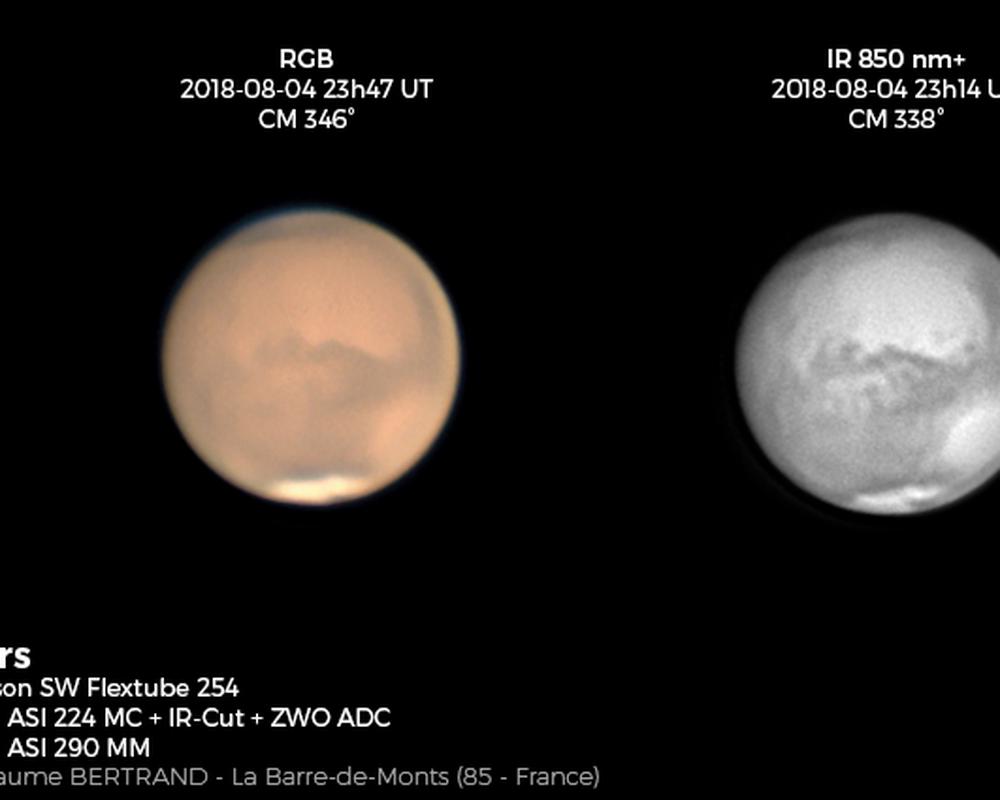 RGB
2018-08-04 23h47 UT
CM 346°
IR 850 nm+
2018-08-04 23h14 U
CM 338°
rs
son SW Flextube 254
ASI 224 MC + IR-Cut + ZWO ADC
ASI 290 MM
aume BERTRAND - La Barre-de-Monts (85 - France)